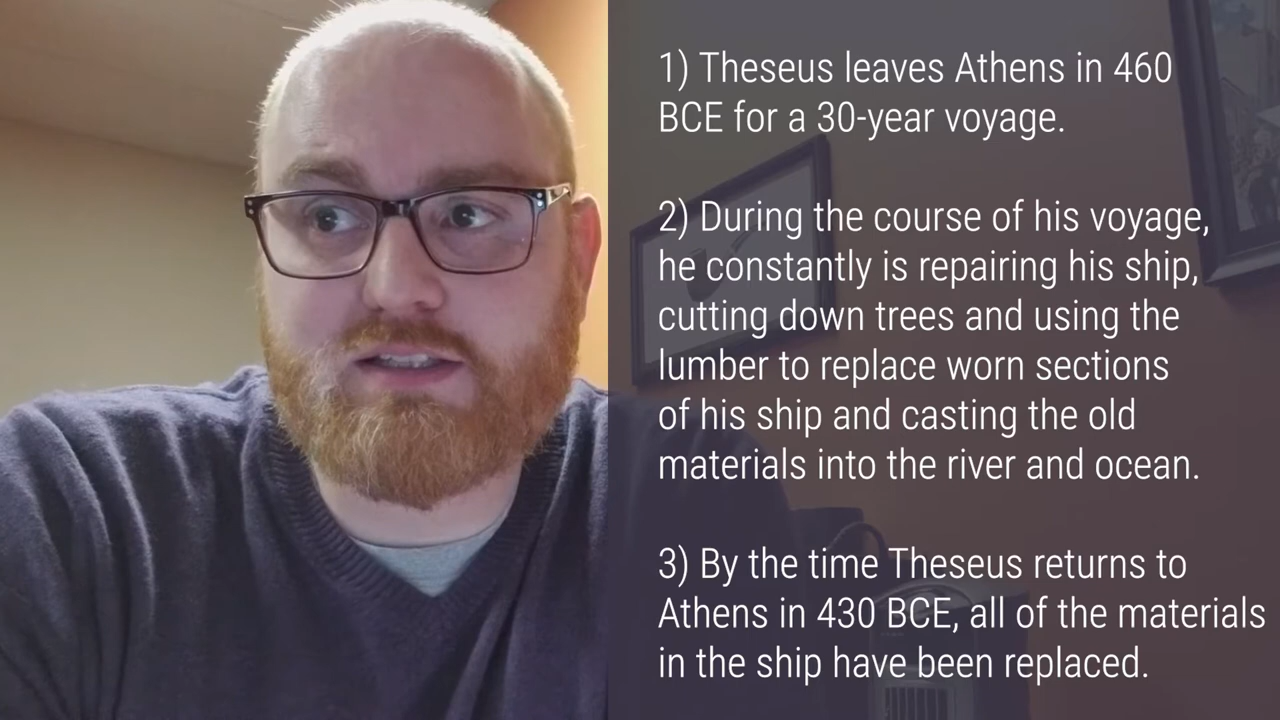 1) Theseus leaves Athens in 460
BCE for a 30-year voyage.
2) During the course of his voyage,
he constantly is repairing his ship,
cutting down trees and using the
lumber to replace worn sections
of his ship and casting the old
materials into the river and ocean.
3) By the time Theseus returns to
Athens in 430 BCE, all of the materials
in the ship have been replaced.